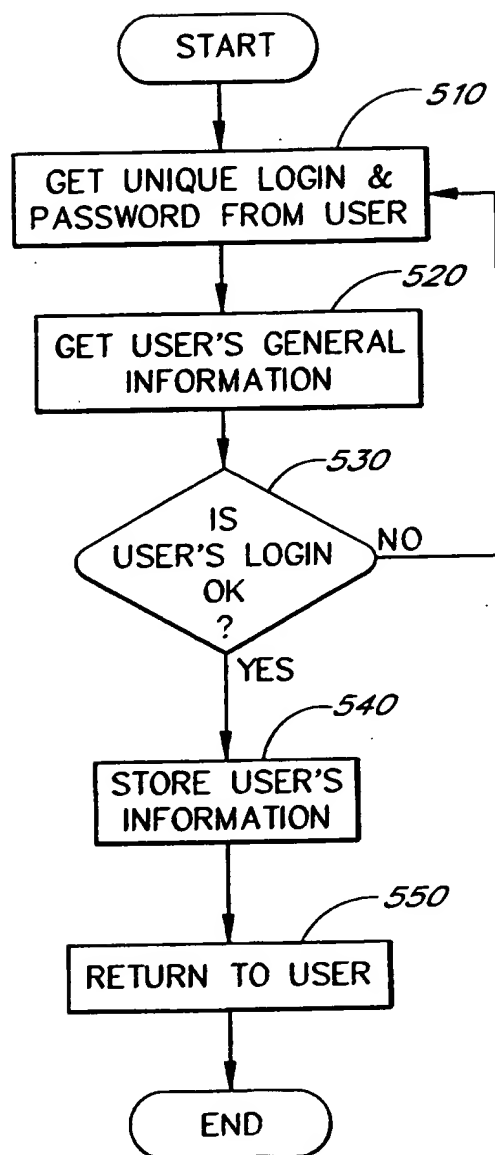 START
510
GET UNIQUE LOGIN &
PASSWORD FROM USER
520
GET USER'S GENERAL
INFORMATION
530
IS
USER'S LOGIN
OK
?
NO
YES
540
STORE USER'S
INFORMATION
550
RETURN TO USER
END